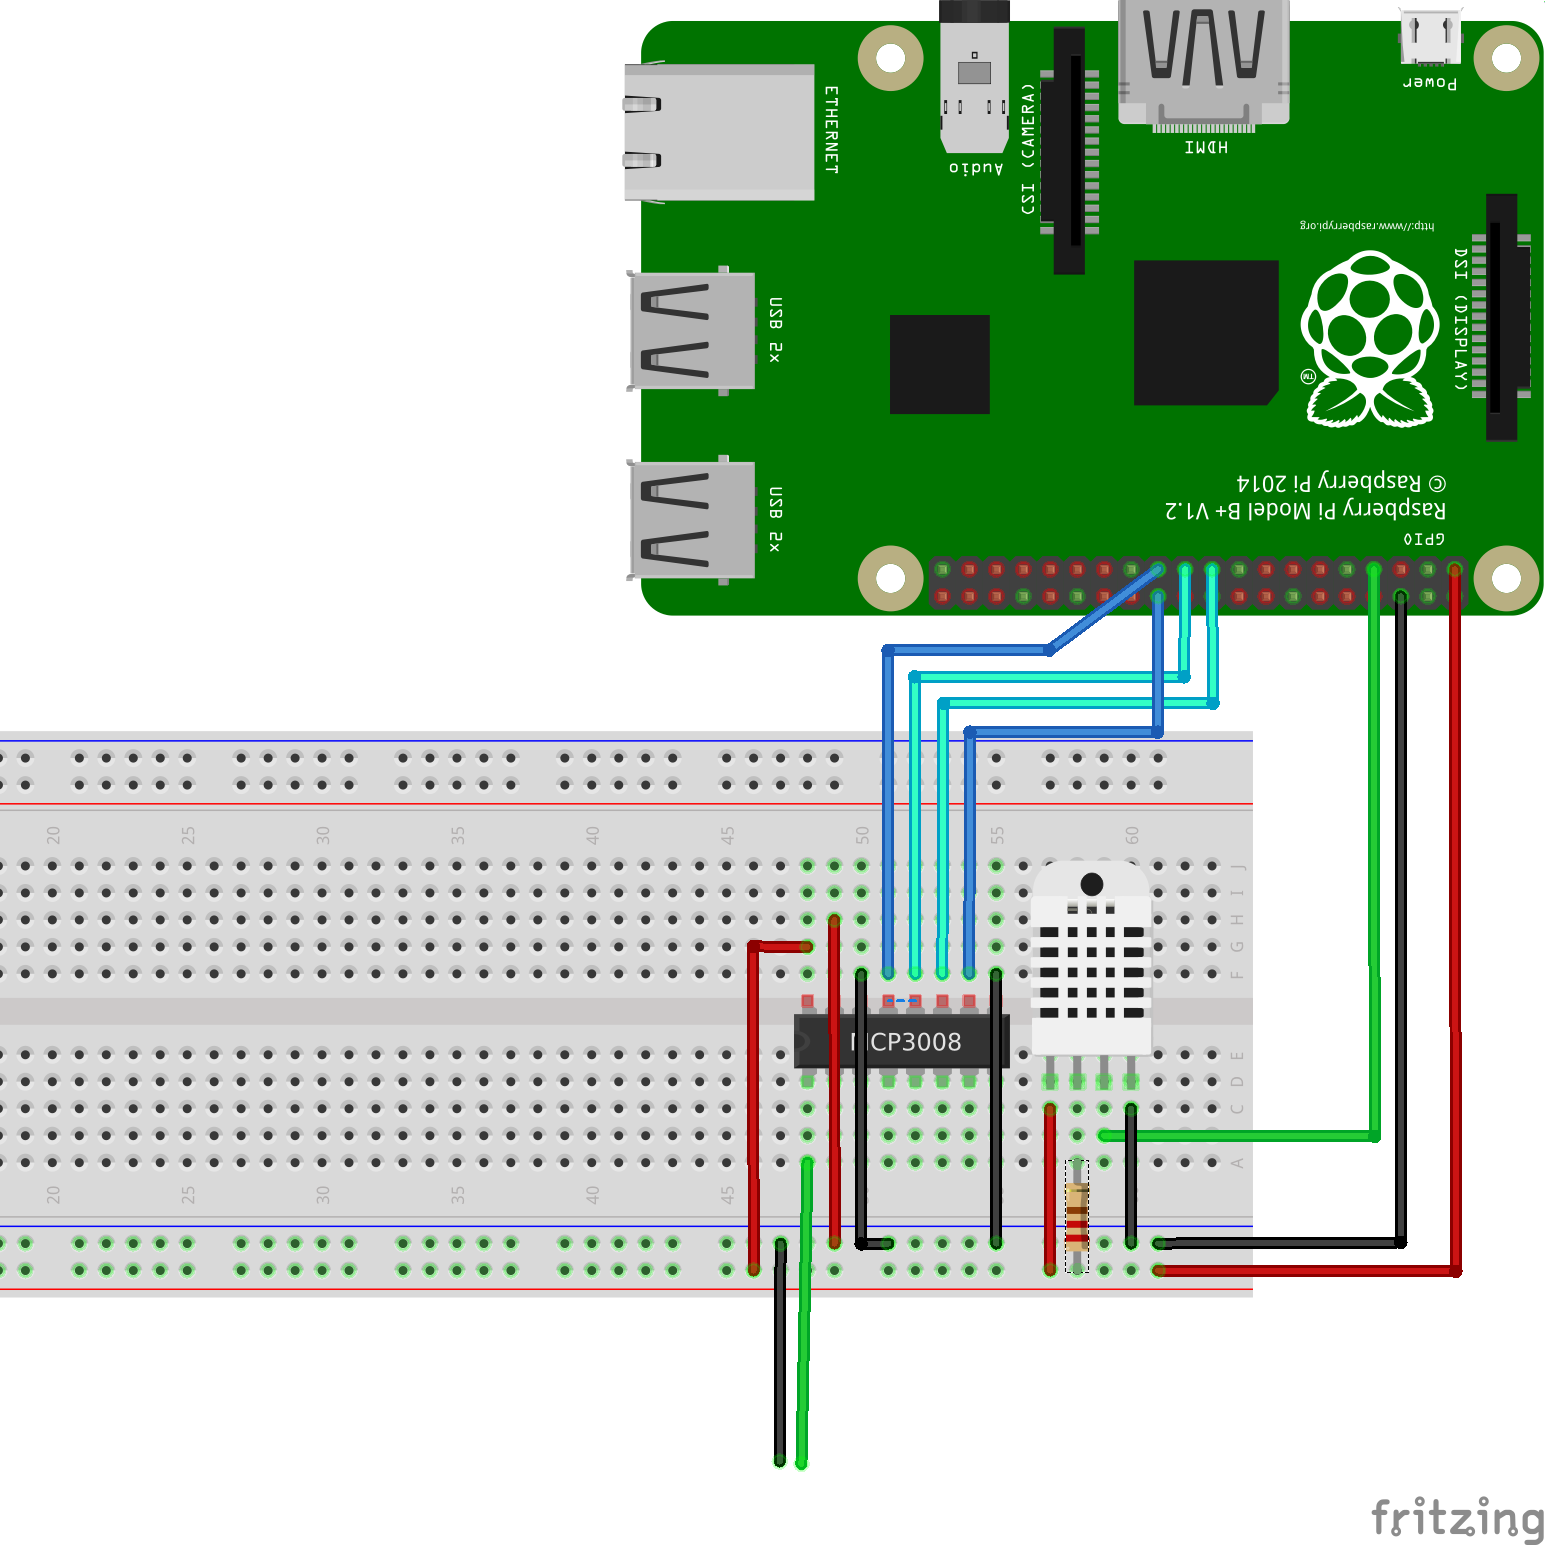 ETHERNET
Audio
CSI (CAMERA)
HDMI
Power
http://www.raspberrypi.org
DSI (DISPLAY)
TM
USB 2x
USB 2x
© Raspberry Pi 2014
Raspberry Pi Model B+ V1.2
GPIO
20 25 30 35 40 45 50 55 60
J
I
H
G
F
MCP3008
E
D
C
A
20 25 30 35 40 45
fritzing